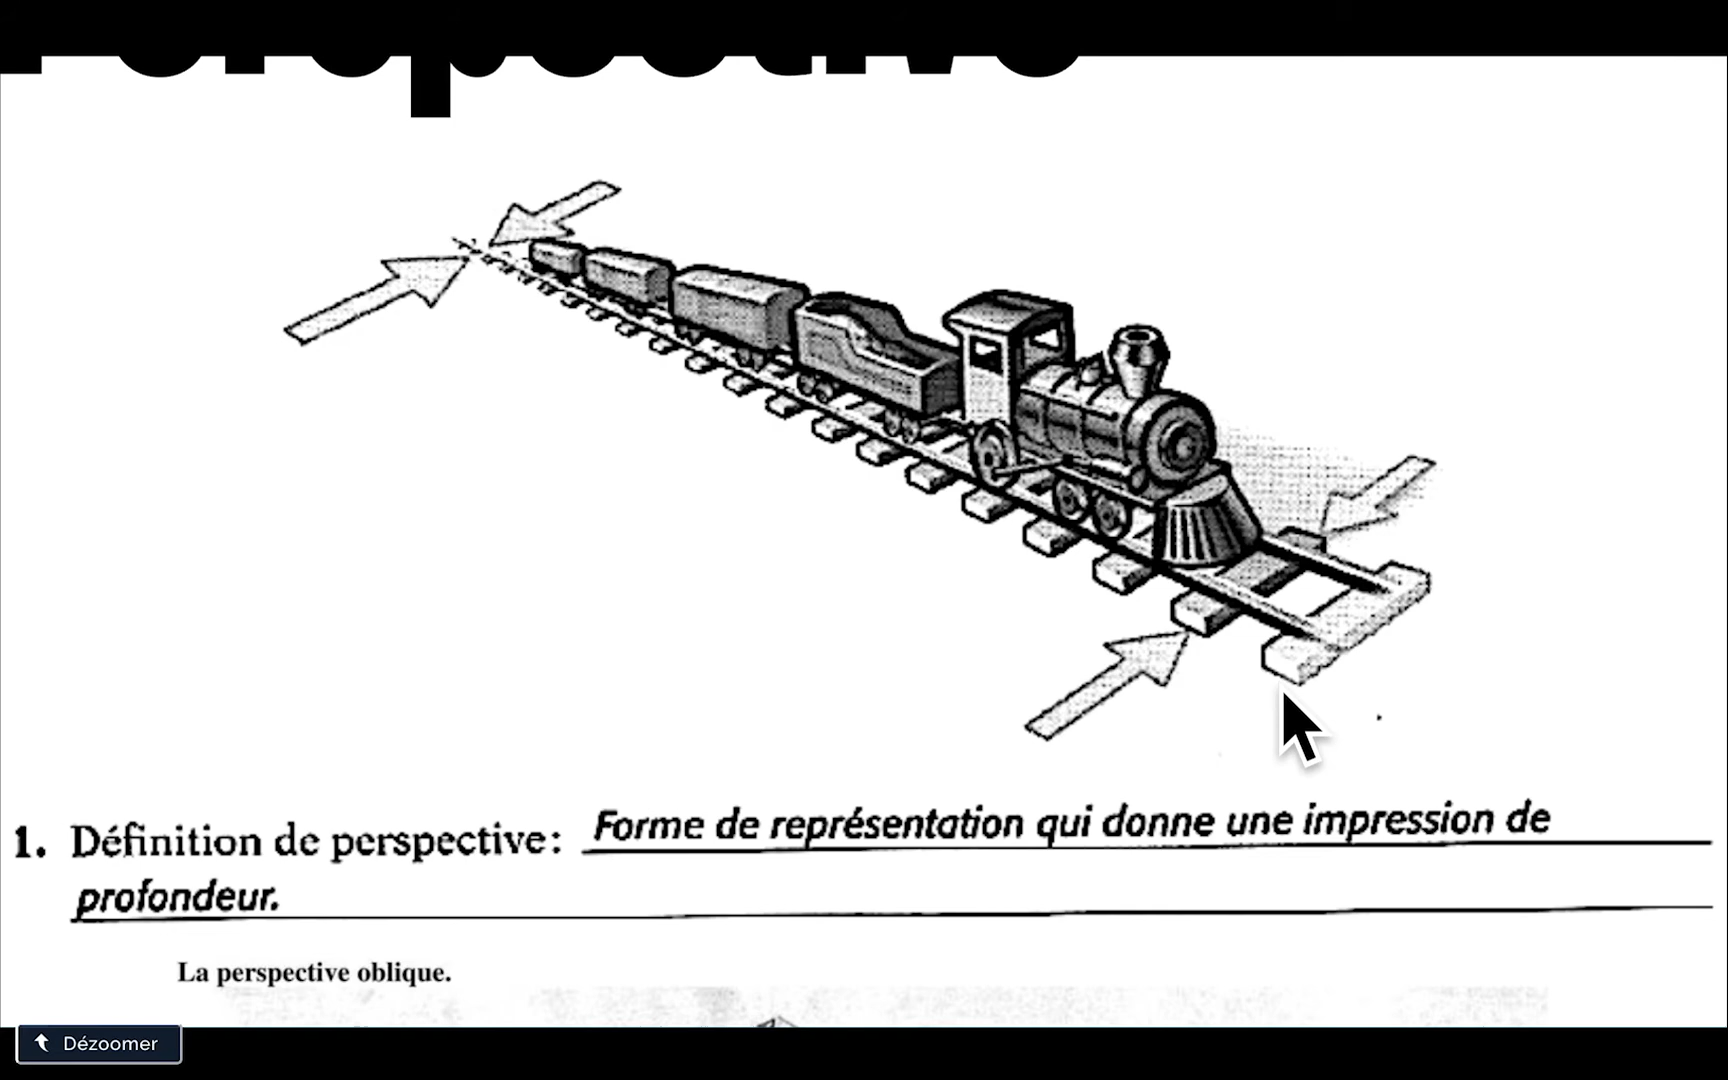 1. Définition de perspective: Forme de représentation qui donne une impression de
profondeur.
La perspective oblique.
Dézoomer